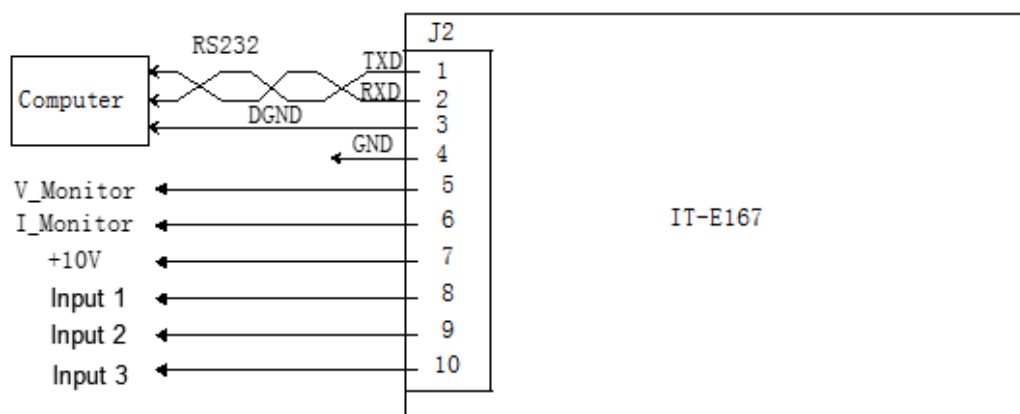 J2
RS232
TXD
1
Computer
RXD
2
DGND
3
GND
4
V_Monitor
5
I_Monitor
6
IT-E167
+10V
7
Input 1
8
Input 2
9
Input 3
10